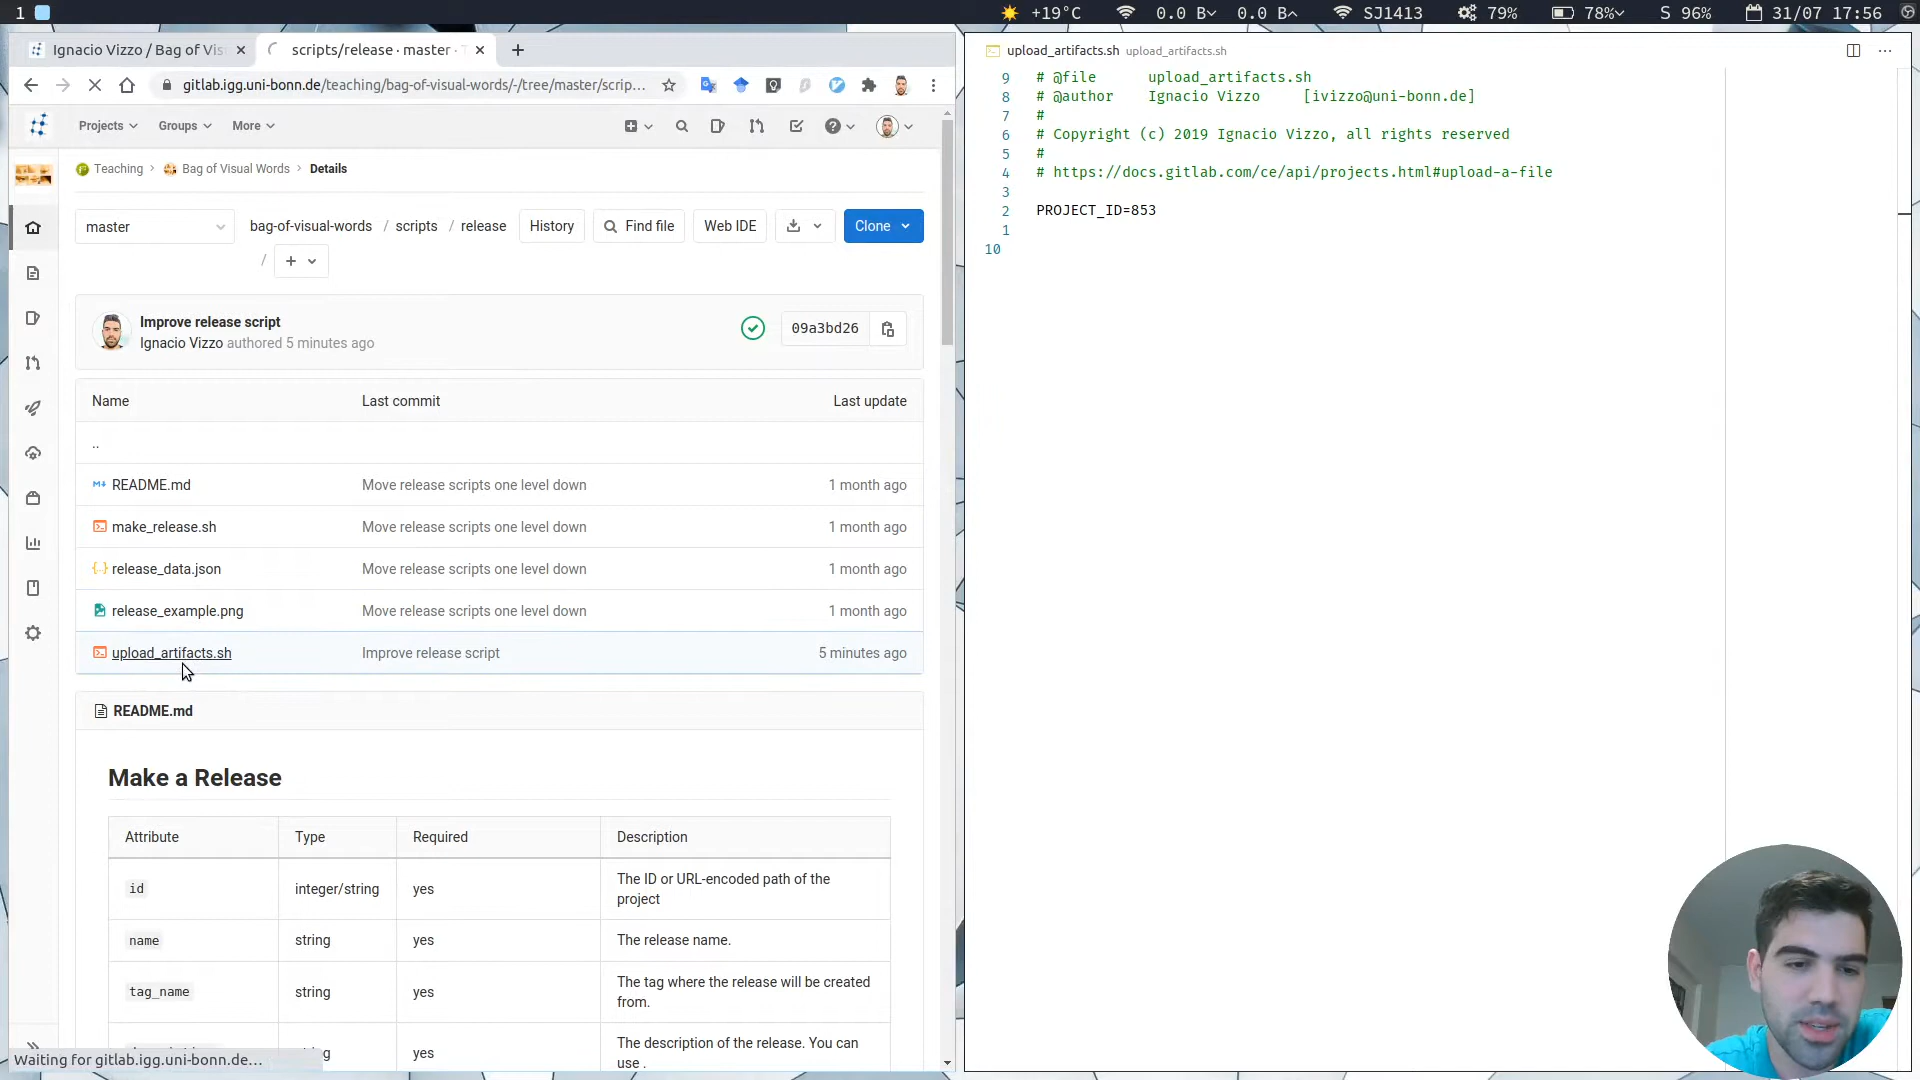 1
+19°C 0.0 B 0.0 B SJ1413 79% 78% S 96% 31/07 17:56
Ignacio Vizzo / Bag of Vis
scripts/release · master ·
gitlab.igg.uni-bonn.de/teaching/bag-of-visual-words/-/tree/master/scrip...
Projects Groups More
Teaching > Bag of Visual Words > Details
master
bag-of-visual-words / scripts / release
/ +
History Find file Web IDE Clone
Improve release script
Ignacio Vizzo authored 5 minutes ago
09a3bd26
Name Last commit Last update
..
README.md Move release scripts one level down 1 month ago
make_release.sh Move release scripts one level down 1 month ago
release_data.json Move release scripts one level down 1 month ago
release_example.png Move release scripts one level down 1 month ago
upload_artifacts.sh Improve release script 5 minutes ago
README.md
Make a Release
Attribute Type Required Description
id integer/string yes The ID or URL-encoded path of the
project
name string yes The release name.
tag_name string yes The tag where the release will be created
from.
yes The description of the release. You can
use .
Waiting for gitlab.igg.uni-bonn.de...
upload_artifacts.sh upload_artifacts.sh
9 # @file upload_artifacts.sh
8 # @author Ignacio Vizzo [ivizzo@uni-bonn.de]
7 #
6 # Copyright (c) 2019 Ignacio Vizzo, all rights reserved
5 #
4 # https://docs.gitlab.com/ce/api/projects.html#upload-a-file
3
2 PROJECT_ID=853
1
10